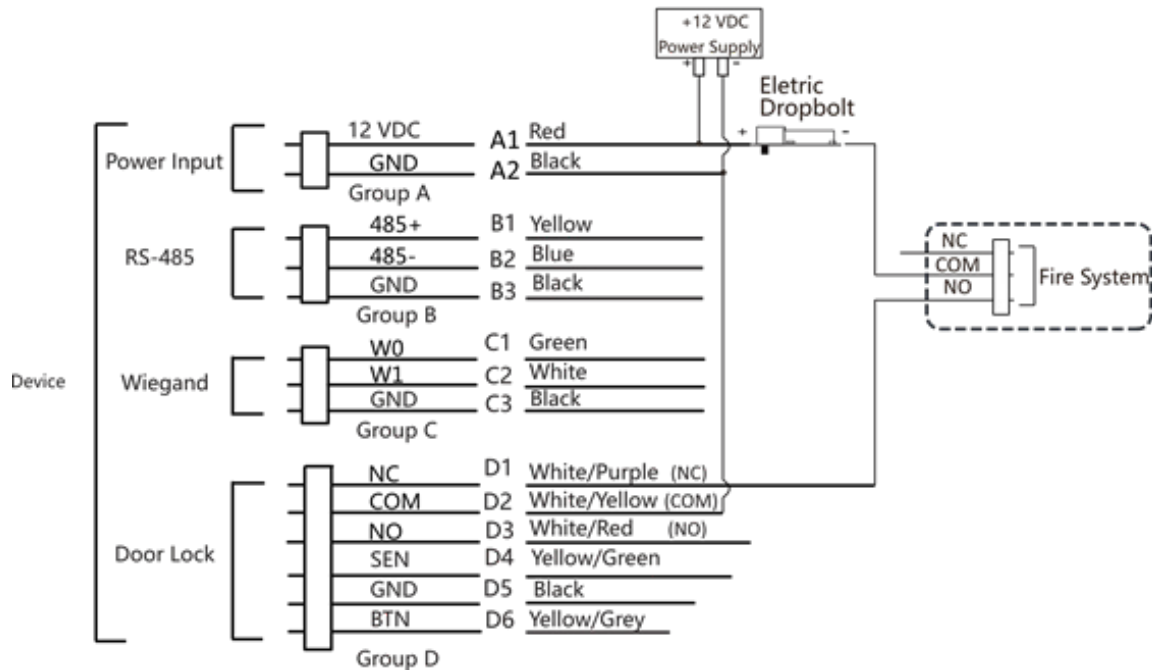 +12 VDC
Power Supply
+ -
Eletric
Dropbolt
+ -
Device
Power Input
12 VDC A1 Red
GND A2 Black
Group A
RS-485
485+ B1 Yellow
485- B2 Blue
GND B3 Black
Group B
NC
COM
NO
Fire System
Wiegand
W0 C1 Green
W1 C2 White
GND C3 Black
Group C
Door Lock
NC D1 White/Purple (NC)
COM D2 White/Yellow (COM)
NO D3 White/Red (NO)
SEN D4 Yellow/Green
GND D5 Black
BTN D6 Yellow/Grey
Group D